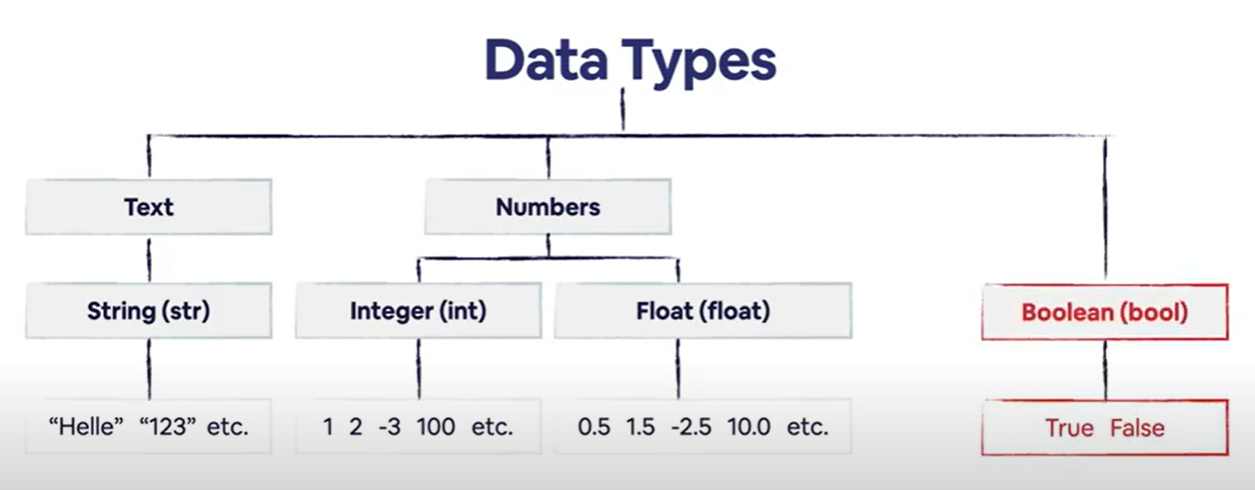 Data Types
Text
Numbers
String (str)
Integer (int)
Float (float)
Boolean (bool)
“Helle” “123” etc.
1 2 -3 100 etc.
0.5 1.5 -2.5 10.0 etc.
True False